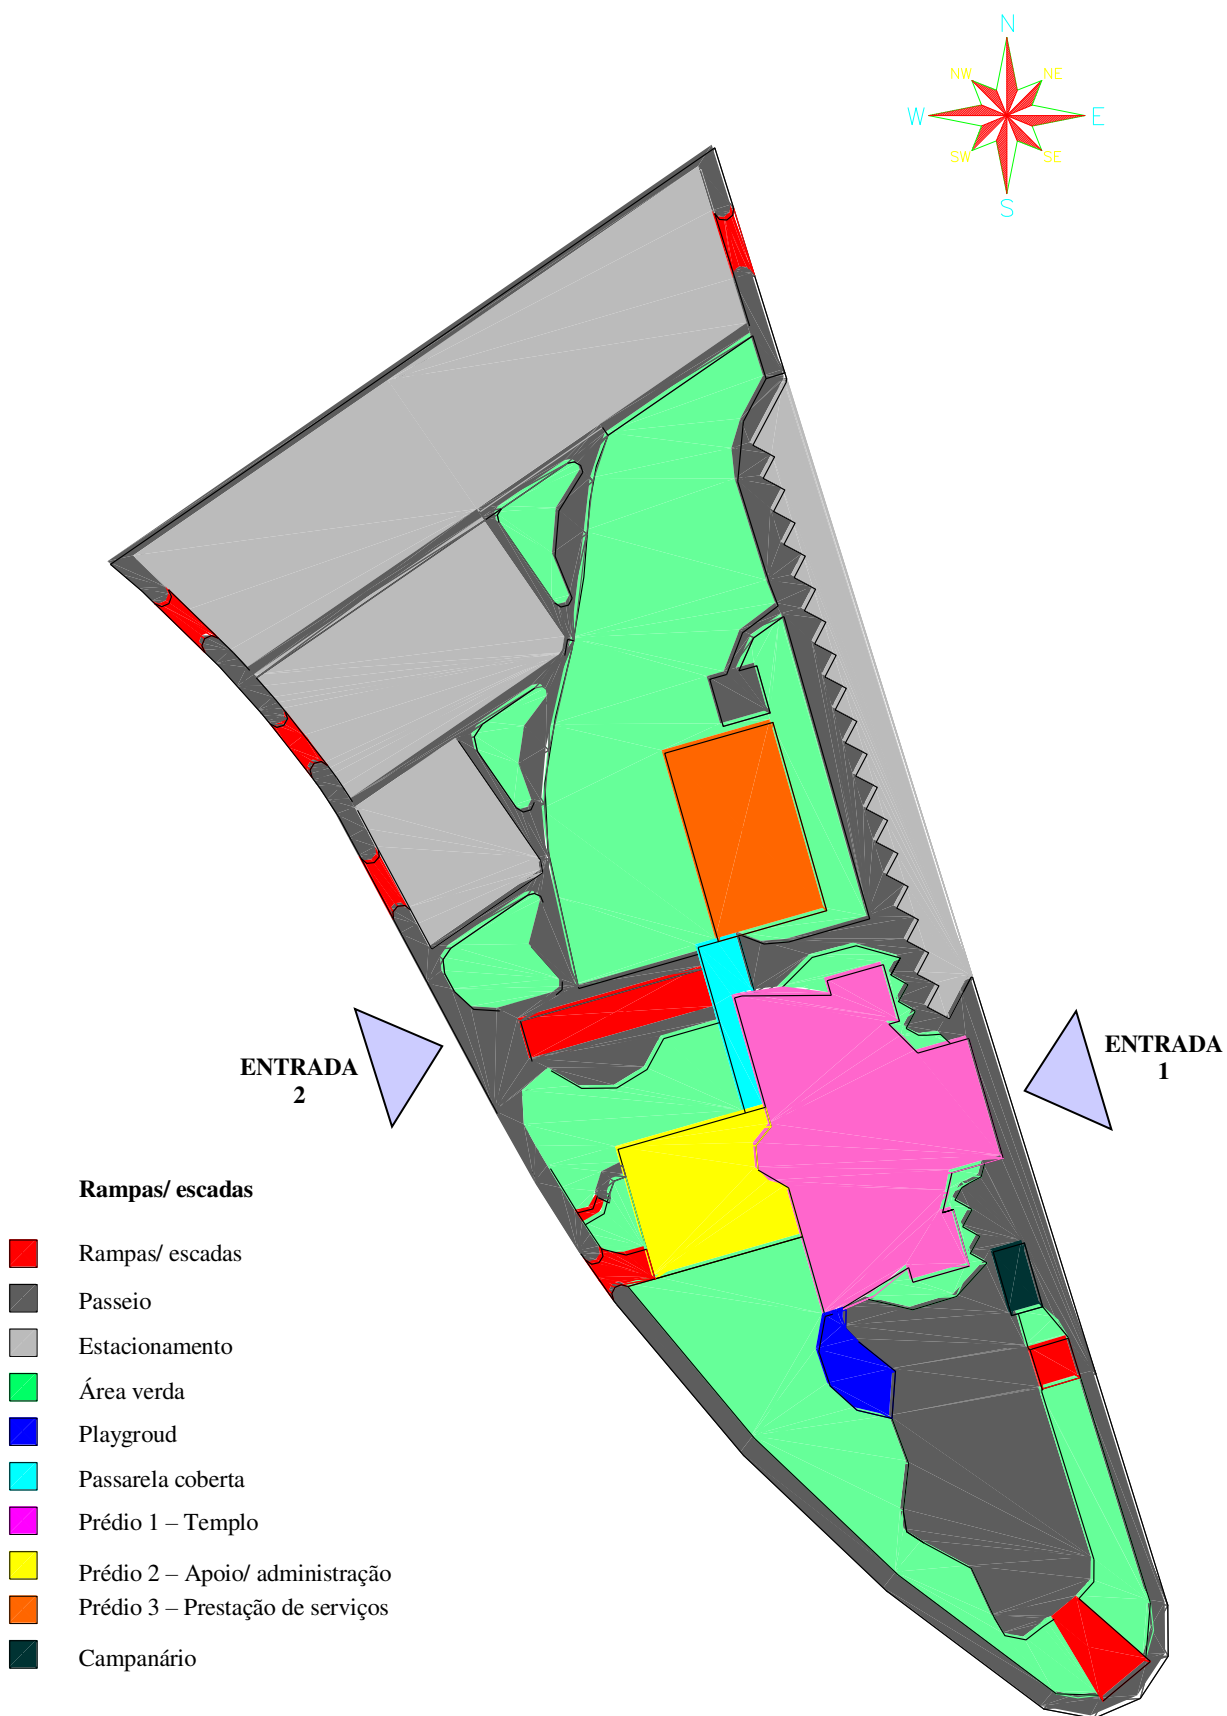 N
NW
NE
W
E
SW
SE
S
ENTRADA
2
ENTRADA
1
Rampas/ escadas
Rampas/ escadas
Passeio
Estacionamento
Área verda
Playgroud
Passarela coberta
Prédio 1 – Templo
Prédio 2 – Apoio/ administração
Prédio 3 – Prestação de serviços
Campanário